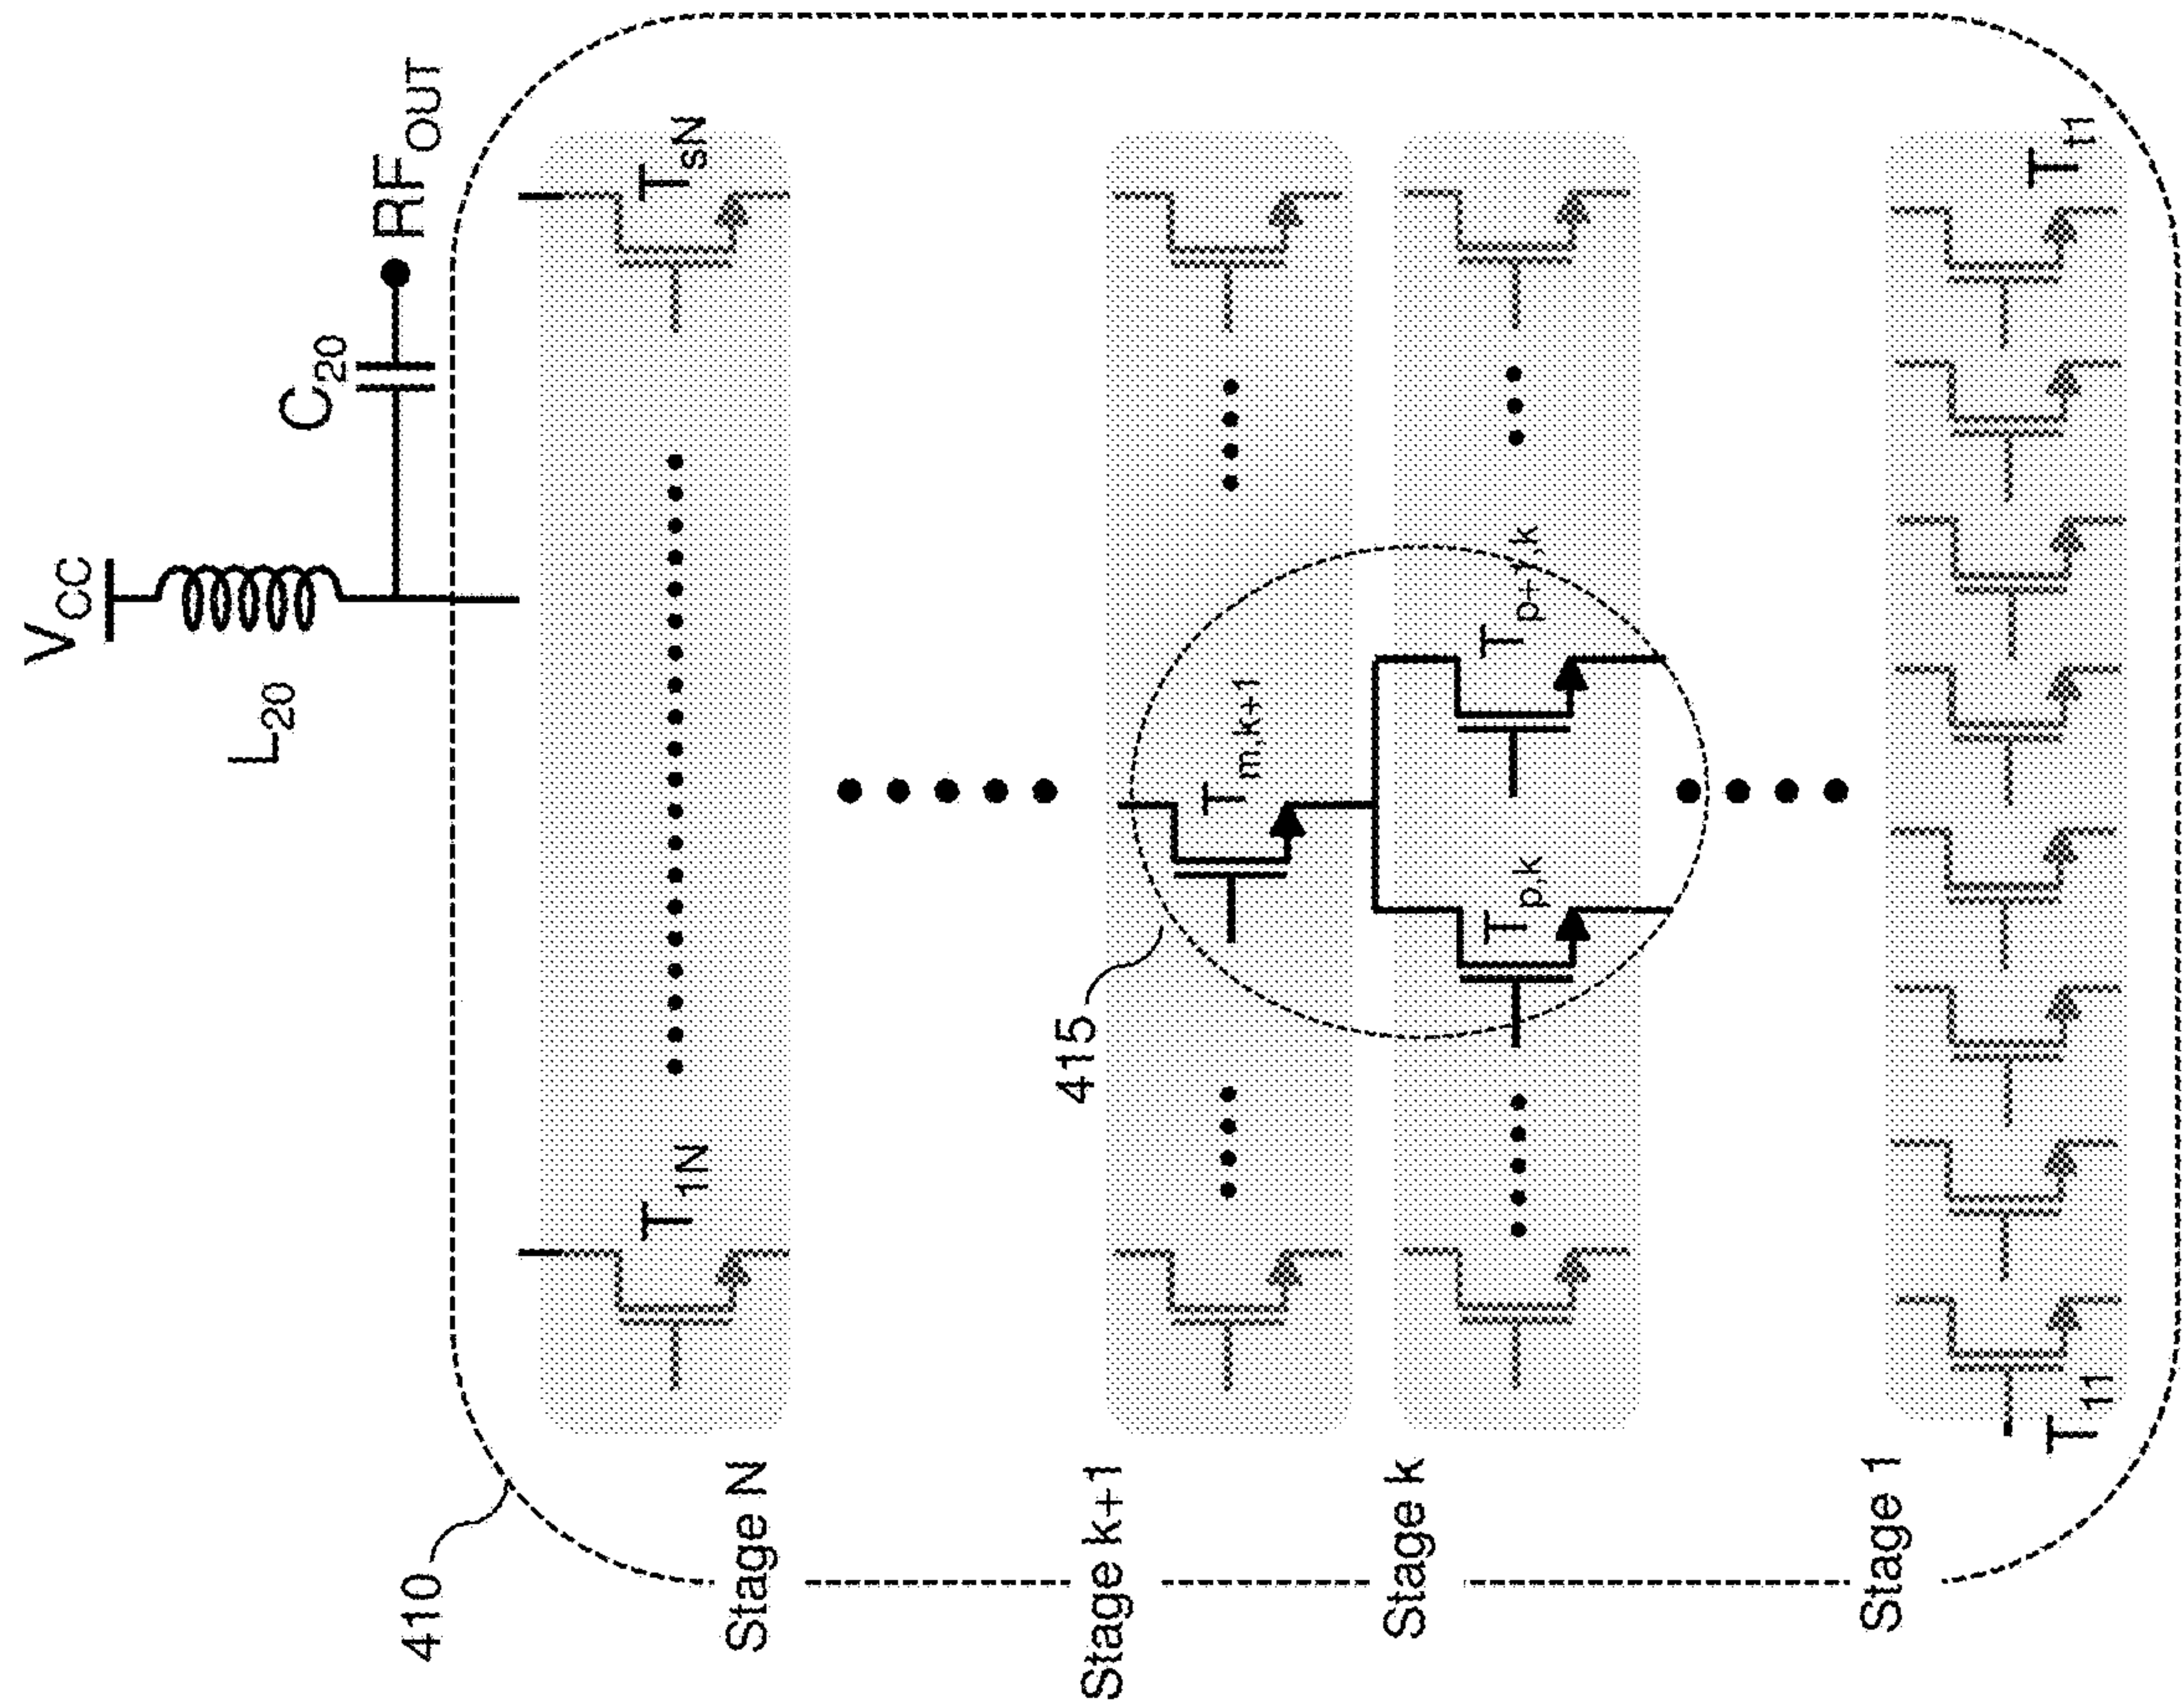 V_CC
L_20
C_20
RF_OUT
410
Stage N
T_1N
T_sN
415
Stage k+1
T_m,k+1
Stage k
T_p,k
T_p+1,k
Stage 1
T_11
T_t1